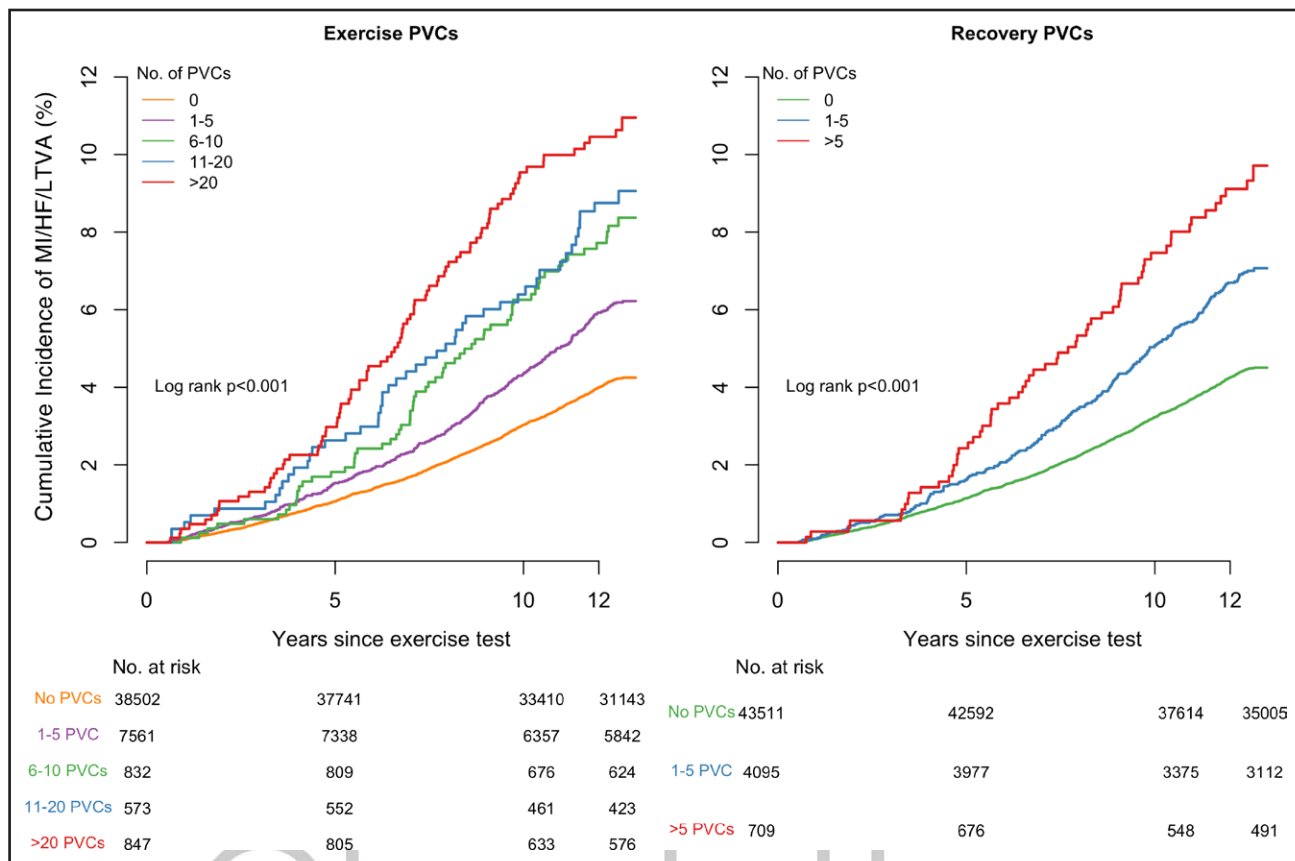 Exercise PVCs
Cumulative Incidence of MI/HF/LTVA (%)
12
10
8
6
4
2
0
No. of PVCs
0
1-5
6-10
11-20
>20
Log rank p<0.001
0 5 10 12
Years since exercise test
No. at risk
No PVCs 38502 37741 33410 31143
1-5 PVC 7561 7338 6357 5842
6-10 PVCs 832 809 676 624
11-20 PVCs 573 552 461 423
>20 PVCs 847 805 633 576
Recovery PVCs
12
10
8
6
4
2
0
No. of PVCs
0
1-5
>5
Log rank p<0.001
0 5 10 12
Years since exercise test
No. at risk
No PVCs 43511 42592 37614 35005
1-5 PVC 4095 3977 3375 3112
>5 PVCs 709 676 548 491